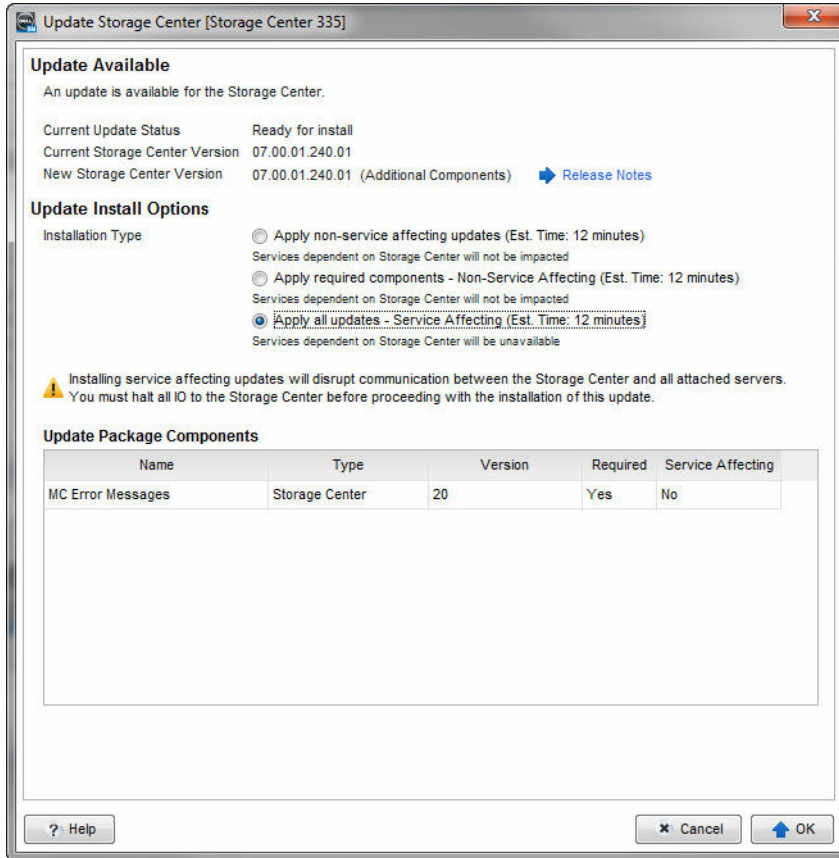 Update Storage Center [Storage Center 335]
Update Available
An update is available for the Storage Center.
Current Update Status Ready for install
Current Storage Center Version 07.00.01.240.01
New Storage Center Version 07.00.01.240.01 (Additional Components) Release Notes
Update Install Options
Installation Type Apply non-service affecting updates (Est. Time: 12 minutes)
Services dependent on Storage Center will not be impacted
Apply required components - Non-Service Affecting (Est. Time: 12 minutes)
Services dependent on Storage Center will not be impacted
Apply all updates - Service Affecting (Est. Time: 12 minutes)
Services dependent on Storage Center will be unavailable
Installing service affecting updates will disrupt communication between the Storage Center and all attached servers.
You must halt all IO to the Storage Center before proceeding with the installation of this update.
Update Package Components
Name Type Version Required Service Affecting
MC Error Messages Storage Center 20 Yes No
? Help Cancel OK